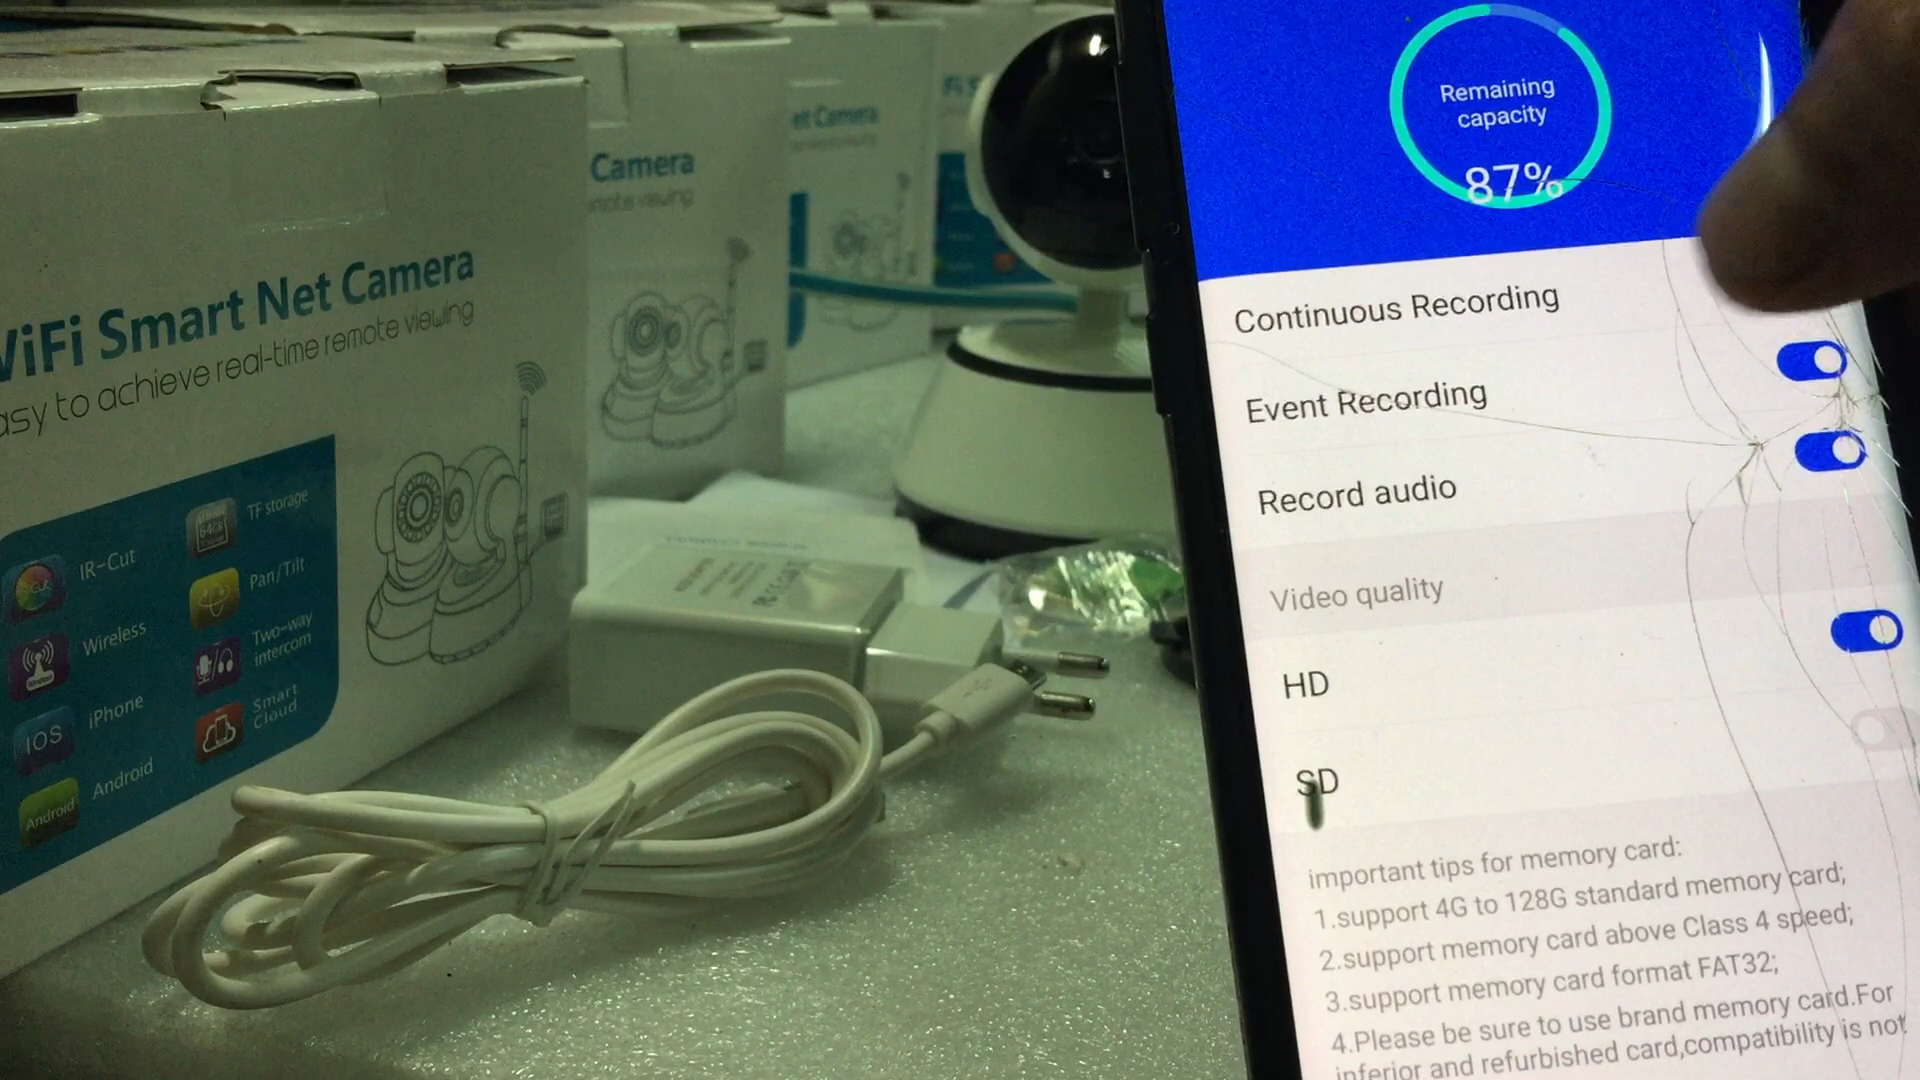 WiFi Smart Net Camera
asy to achieve real-time remote viewing
IR-Cut
TF storage
64GB
Wireless
Pan/Tilt
iPhone
Two-way
intercom
IOS
Android
Smart
Cloud
Android
Camera
mote viewing
et Camera
Remaining
capacity
87%
Continuous Recording
Event Recording
Record audio
Video quality
HD
SD
important tips for memory card:
1.support 4G to 128G standard memory card;
2.support memory card above Class 4 speed;
3.support memory card format FAT32;
4.Please be sure to use brand memory card.For
inferior and refurbished card,compatibility is not